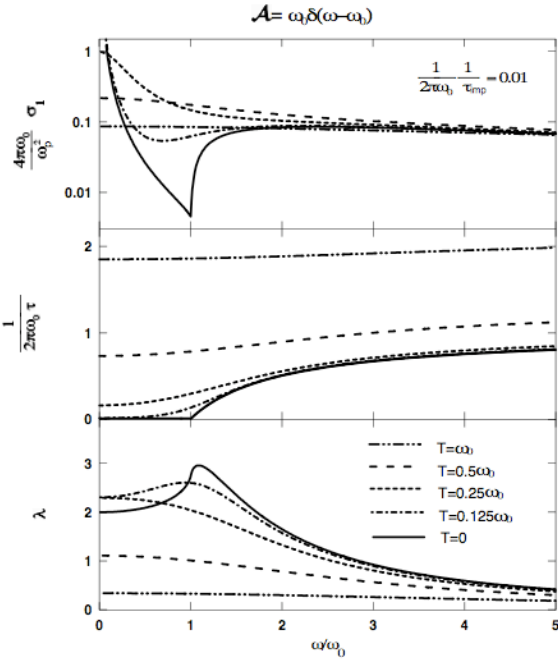 𝒜= ω₀δ(ω−ω₀)
1
0.1
0.01
4πω₀ / ω_p² σ₁
1 / 2πω₀ 1 / τ_imp = 0.01
2
1
0
1 / 2πω₀ τ
3
2
1
0
λ
T=ω₀
T=0.5ω₀
T=0.25ω₀
T=0.125ω₀
T=0
0 1 2 3 4 5
ω/ω₀